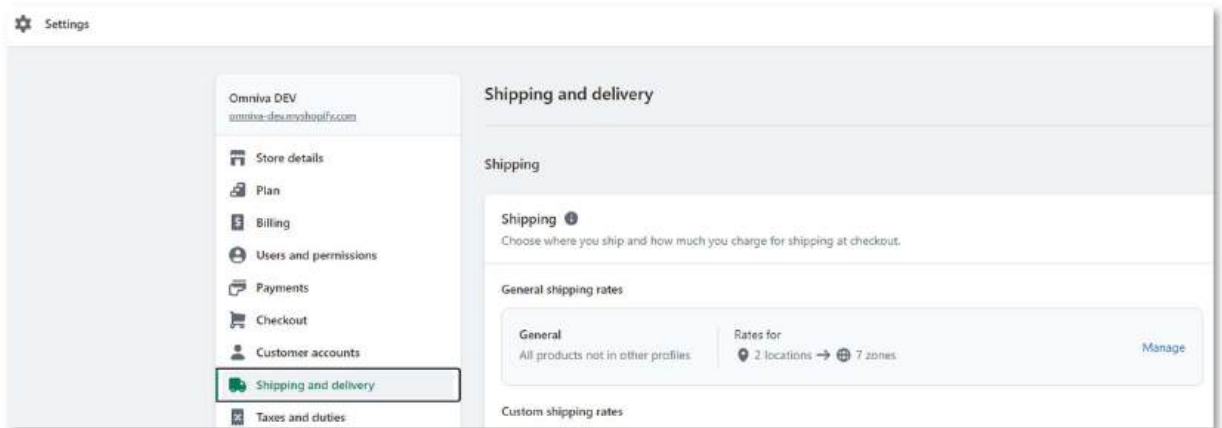 Settings
Omniva DEV
omniva-dev.myshopify.com
Store details
Plan
Billing
Users and permissions
Payments
Checkout
Customer accounts
Shipping and delivery
Taxes and duties
Shipping and delivery
Shipping
Shipping
Choose where you ship and how much you charge for shipping at checkout.
General shipping rates
General
All products not in other profiles
Rates for
2 locations → 7 zones
Manage
Custom shipping rates